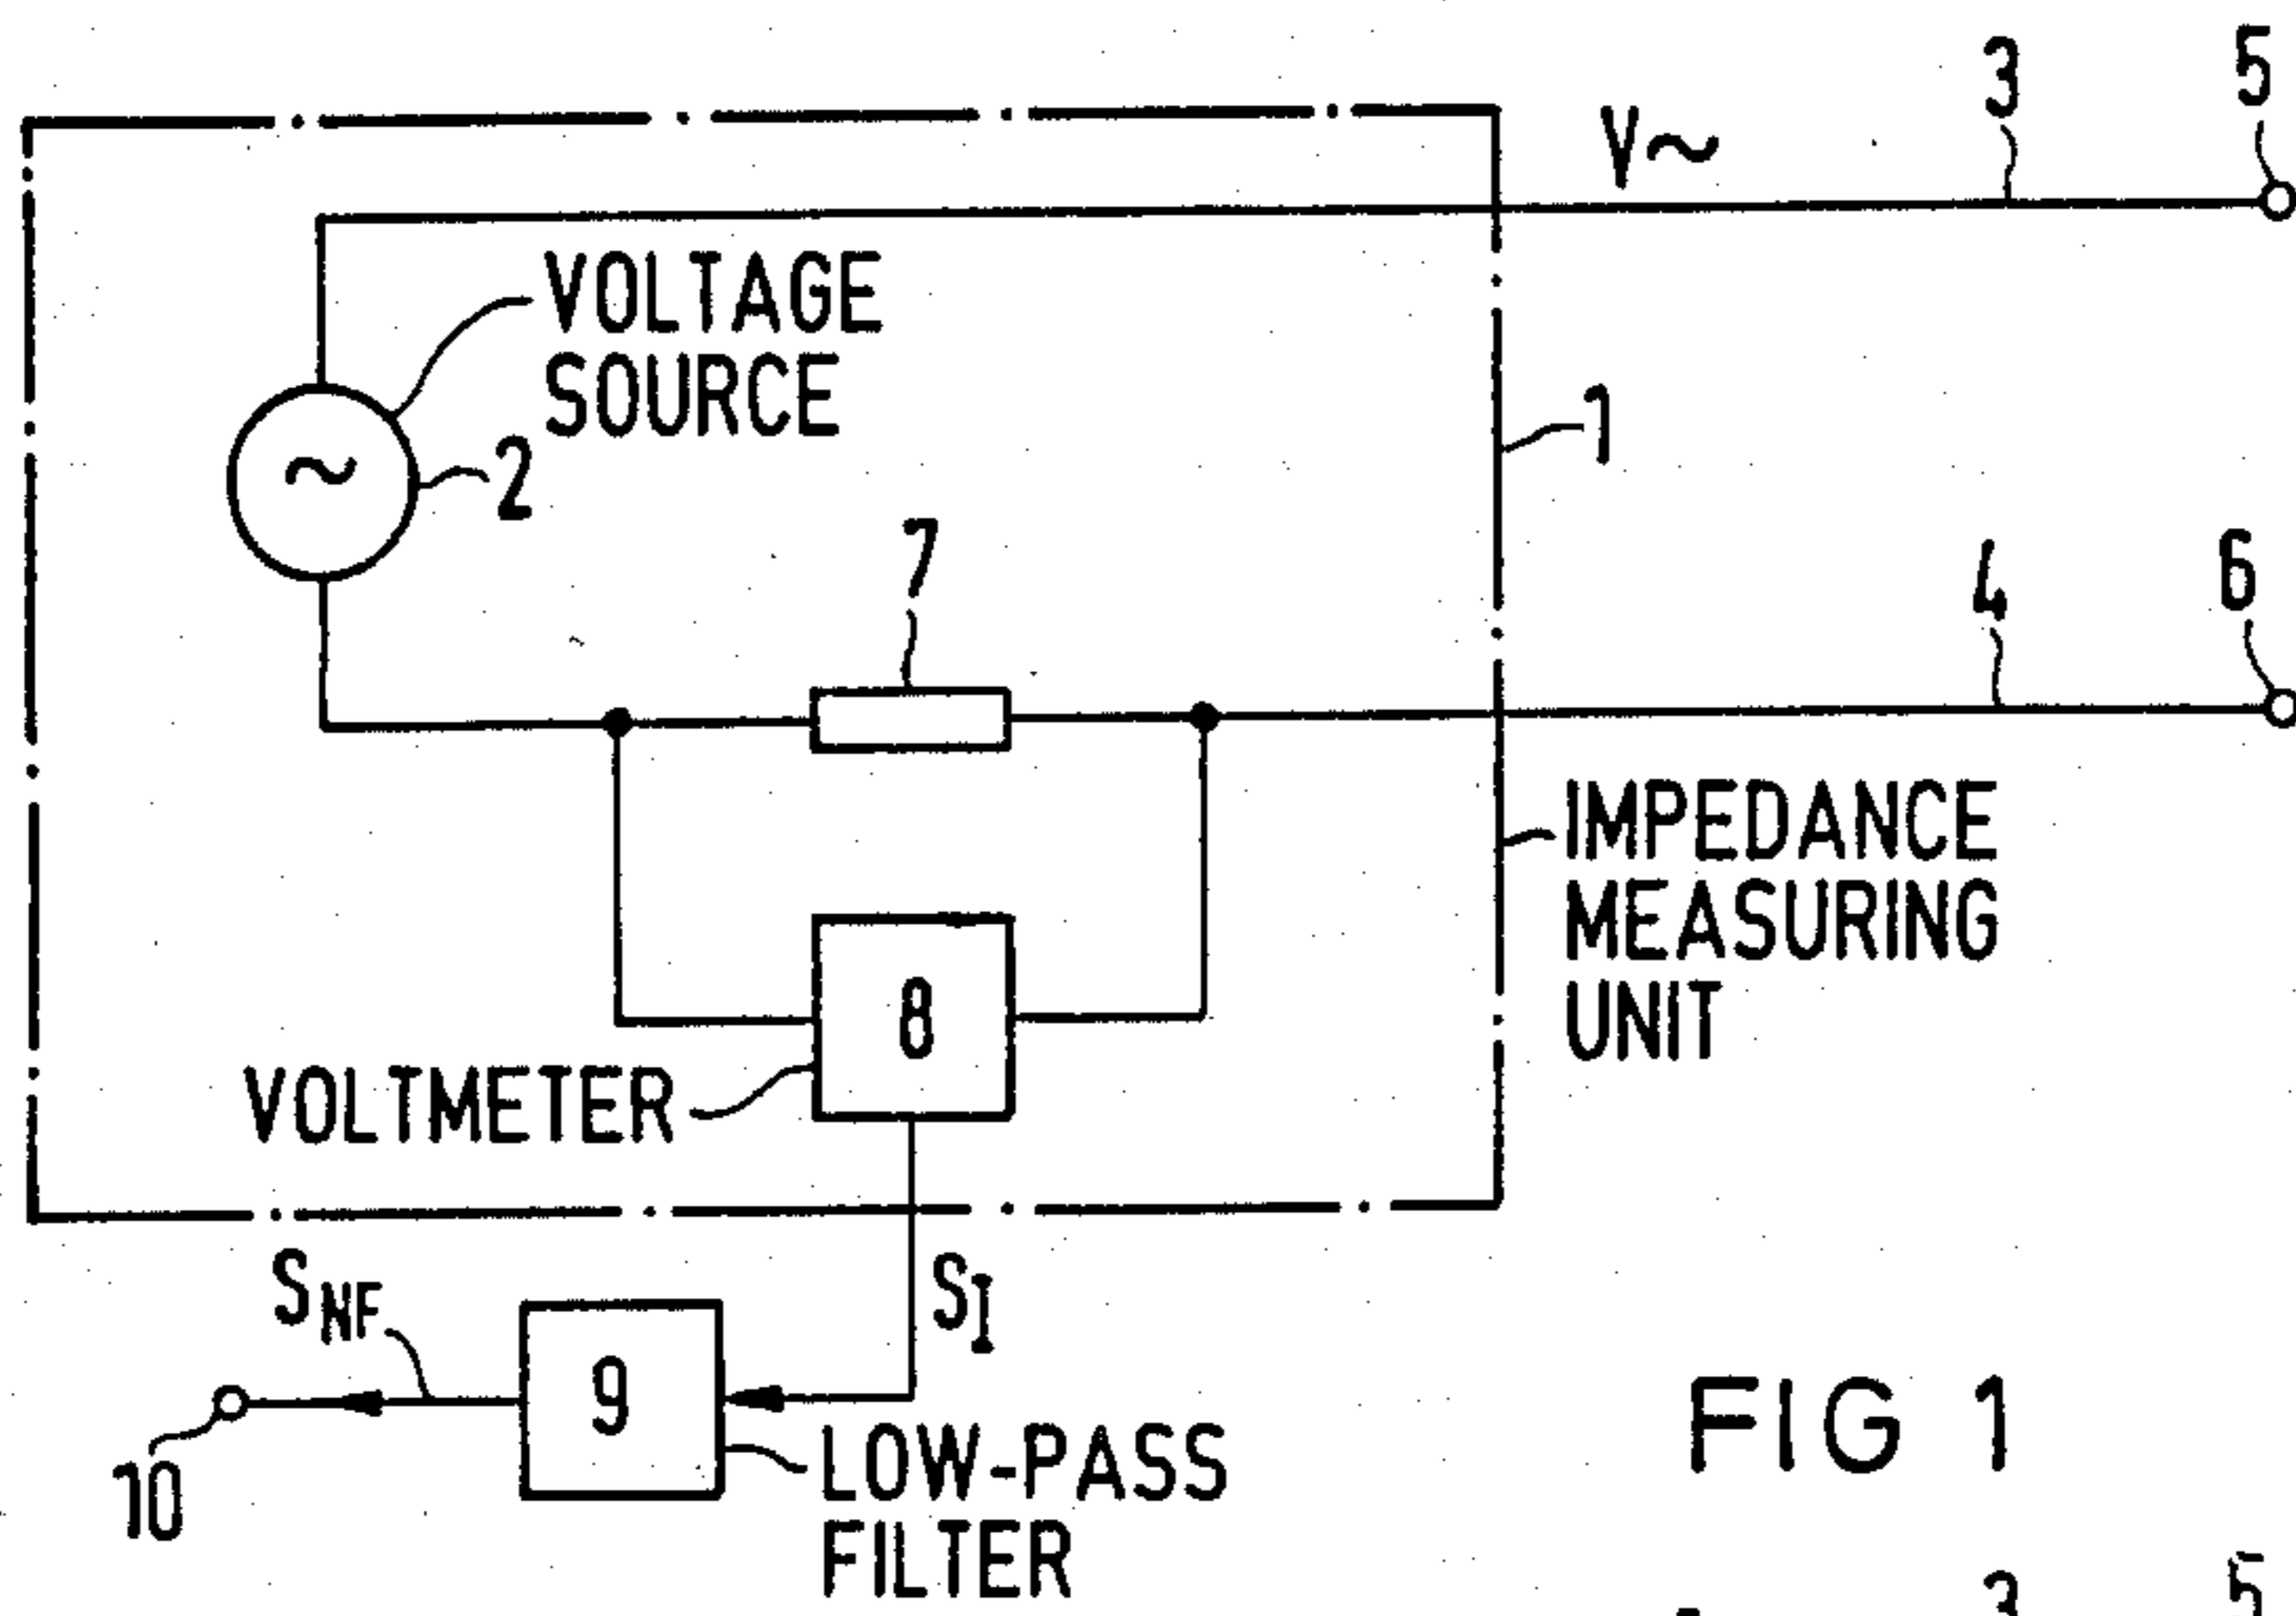 3
5
V~
VOLTAGE
SOURCE
~
2
1
7
4
6
IMPEDANCE
MEASURING
UNIT
8
VOLTMETER
S_NF
S_I
9
10
LOW-PASS
FILTER
FIG 1
3
5